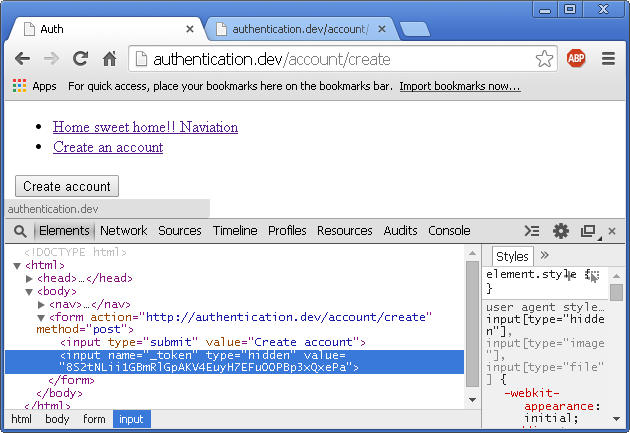 Auth
authentication.dev/account/
authentication.dev/account/create
ABP
Apps For quick access, place your bookmarks here on the bookmarks bar. Import bookmarks now...
Home sweet home!! Naviation
Create an account
Create account
authentication.dev
Elements Network Sources Timeline Profiles Resources Audits Console
<!DOCTYPE html>
<html>
<head>…</head>
<body>
<nav>…</nav>
<form action="http://authentication.dev/account/create"
method="post">
<input type="submit" value="Create account">
<input name="_token" type="hidden" value=
"8S2tNLii1GBmRlGpAKV4EuyH7EFuOOPBp3xQxePa">
</form>
</body>
</html>
html body form input
Styles »
element.style {
}
user agent style…
input[type="hidden"],
input[type="image"],
input[type="file"] {
-webkit-
appearance:
initial;